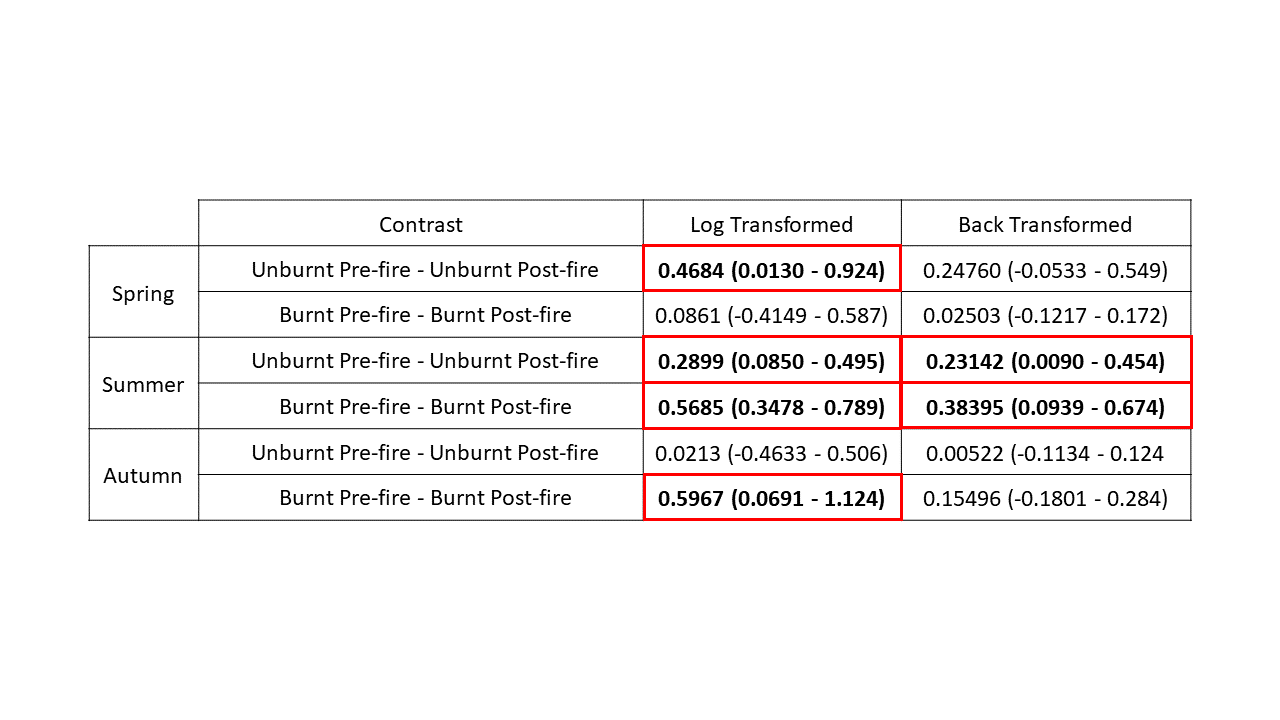 Contrast Log Transformed Back Transformed
Spring
Unburnt Pre-fire - Unburnt Post-fire 0.4684 (0.0130 - 0.924) 0.24760 (-0.0533 - 0.549)
Burnt Pre-fire - Burnt Post-fire 0.0861 (-0.4149 - 0.587) 0.02503 (-0.1217 - 0.172)
Summer
Unburnt Pre-fire - Unburnt Post-fire 0.2899 (0.0850 - 0.495) 0.23142 (0.0090 - 0.454)
Burnt Pre-fire - Burnt Post-fire 0.5685 (0.3478 - 0.789) 0.38395 (0.0939 - 0.674)
Autumn
Unburnt Pre-fire - Unburnt Post-fire 0.0213 (-0.4633 - 0.506) 0.00522 (-0.1134 - 0.124
Burnt Pre-fire - Burnt Post-fire 0.5967 (0.0691 - 1.124) 0.15496 (-0.1801 - 0.284)